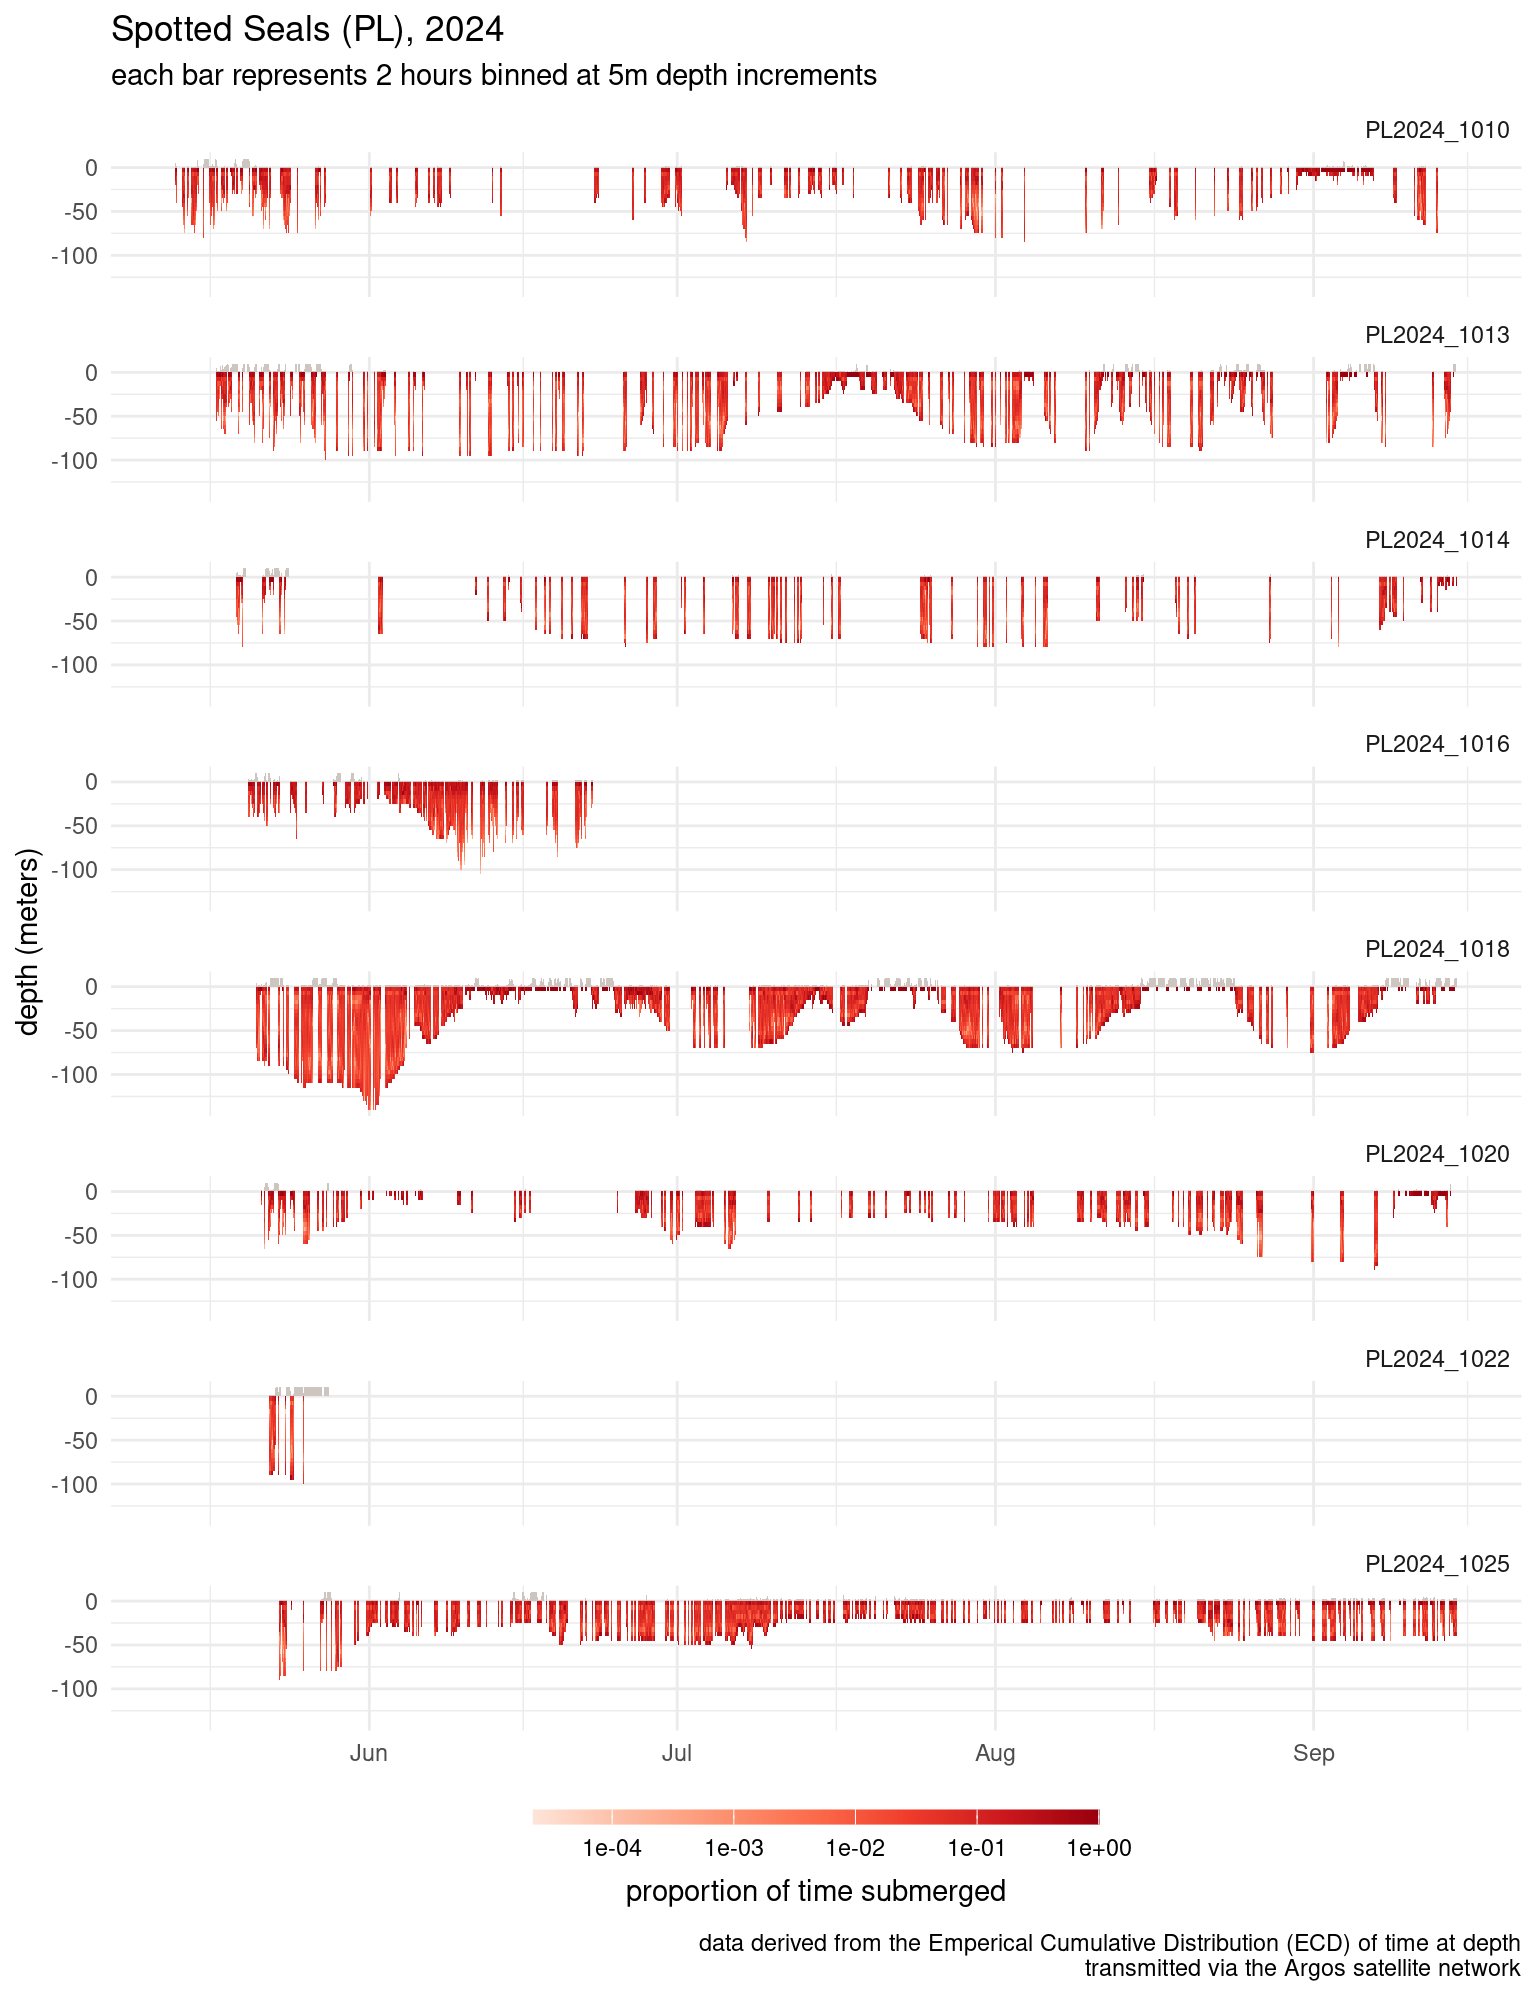 Spotted Seals (PL), 2024
each bar represents 2 hours binned at 5m depth increments
PL2024_1010
0
-50
-100
PL2024_1013
0
-50
-100
PL2024_1014
0
-50
-100
PL2024_1016
0
-50
-100
depth (meters)
PL2024_1018
0
-50
-100
PL2024_1020
0
-50
-100
PL2024_1022
0
-50
-100
PL2024_1025
0
-50
-100
Jun Jul Aug Sep
1e-04 1e-03 1e-02 1e-01 1e+00
proportion of time submerged
data derived from the Emperical Cumulative Distribution (ECD) of time at depth
transmitted via the Argos satellite network